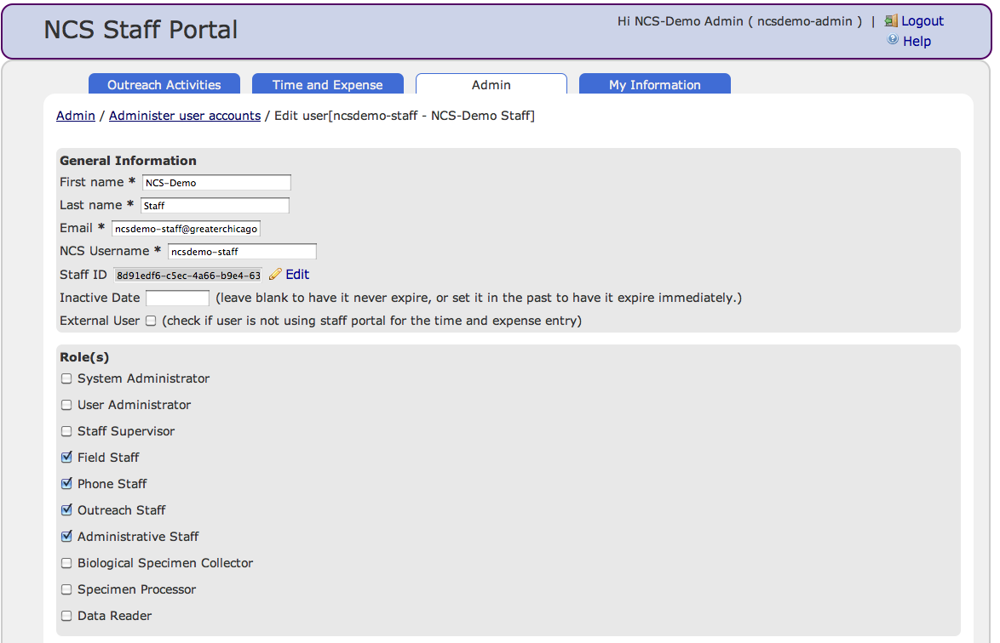 NCS Staff Portal
Hi NCS-Demo Admin ( ncsdemo-admin ) | Logout
Help
Outreach Activities Time and Expense Admin My Information
Admin / Administer user accounts / Edit user[ncsdemo-staff - NCS-Demo Staff]
General Information
First name * NCS-Demo
Last name * Staff
Email * ncsdemo-staff@greaterchicago
NCS Username * ncsdemo-staff
Staff ID 8d91edf6-c5ec-4a66-b9e4-63 Edit
Inactive Date (leave blank to have it never expire, or set it in the past to have it expire immediately.)
External User (check if user is not using staff portal for the time and expense entry)
Role(s)
System Administrator
User Administrator
Staff Supervisor
Field Staff
Phone Staff
Outreach Staff
Administrative Staff
Biological Specimen Collector
Specimen Processor
Data Reader